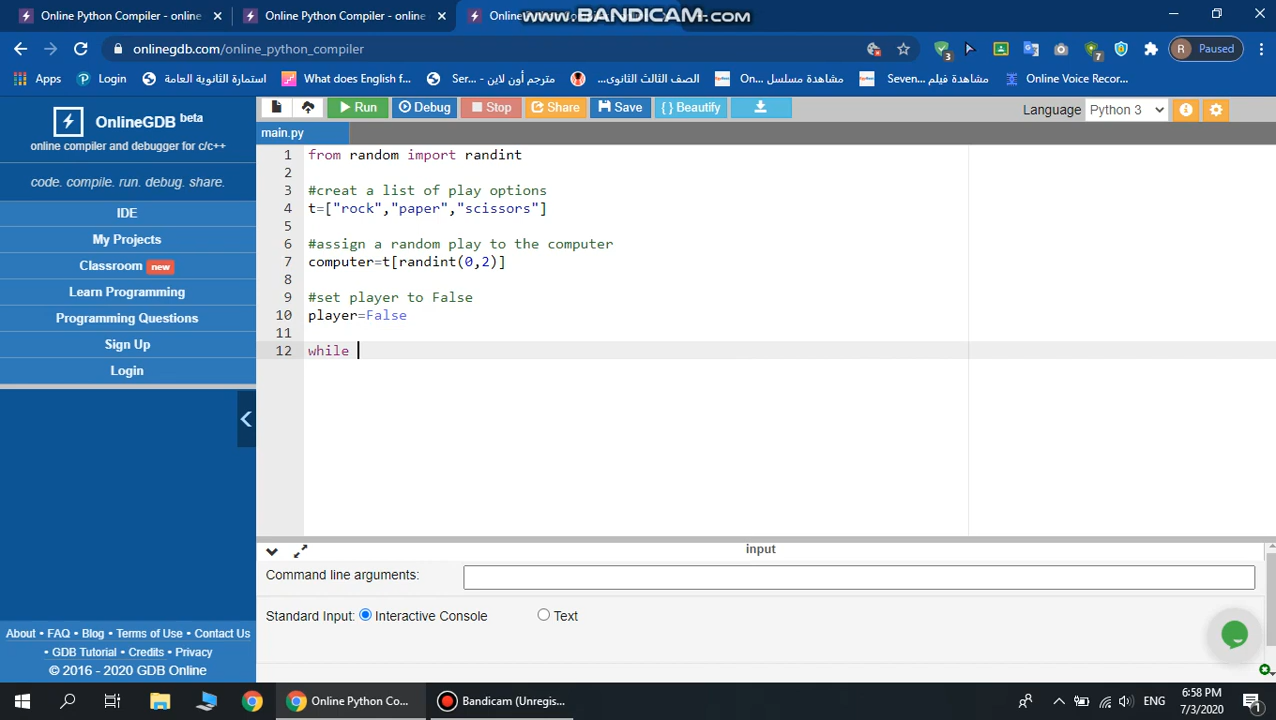 Online Python Compiler - online
Online Python Compiler - online
Onlin
www.BANDICAM.com
onlinegdb.com/online_python_compiler
3
7
R Paused
Apps
Login
استمارة الثانوية العامة
What does English f...
Ser... - مترجم أون لاين
الصف الثالث الثانوى...
On... مشاهدة مسلسل
Seven... مشاهدة فيلم
Online Voice Recor...
OnlineGDB beta
online compiler and debugger for c/c++
code. compile. run. debug. share.
IDE
My Projects
Classroom new
Learn Programming
Programming Questions
Sign Up
Login
About • FAQ • Blog • Terms of Use • Contact Us
• GDB Tutorial • Credits • Privacy
© 2016 - 2020 GDB Online
Run Debug Stop Share Save { } Beautify
Language Python 3
main.py
1 from random import randint
2
3 #creat a list of play options
4 t=["rock","paper","scissors"]
5
6 #assign a random play to the computer
7 computer=t[randint(0,2)]
8
9 #set player to False
10 player=False
11
12 while
input
Command line arguments:
Standard Input: Interactive Console Text
Online Python Co...
Bandicam (Unregis...
ENG
6:58 PM
7/3/2020
1